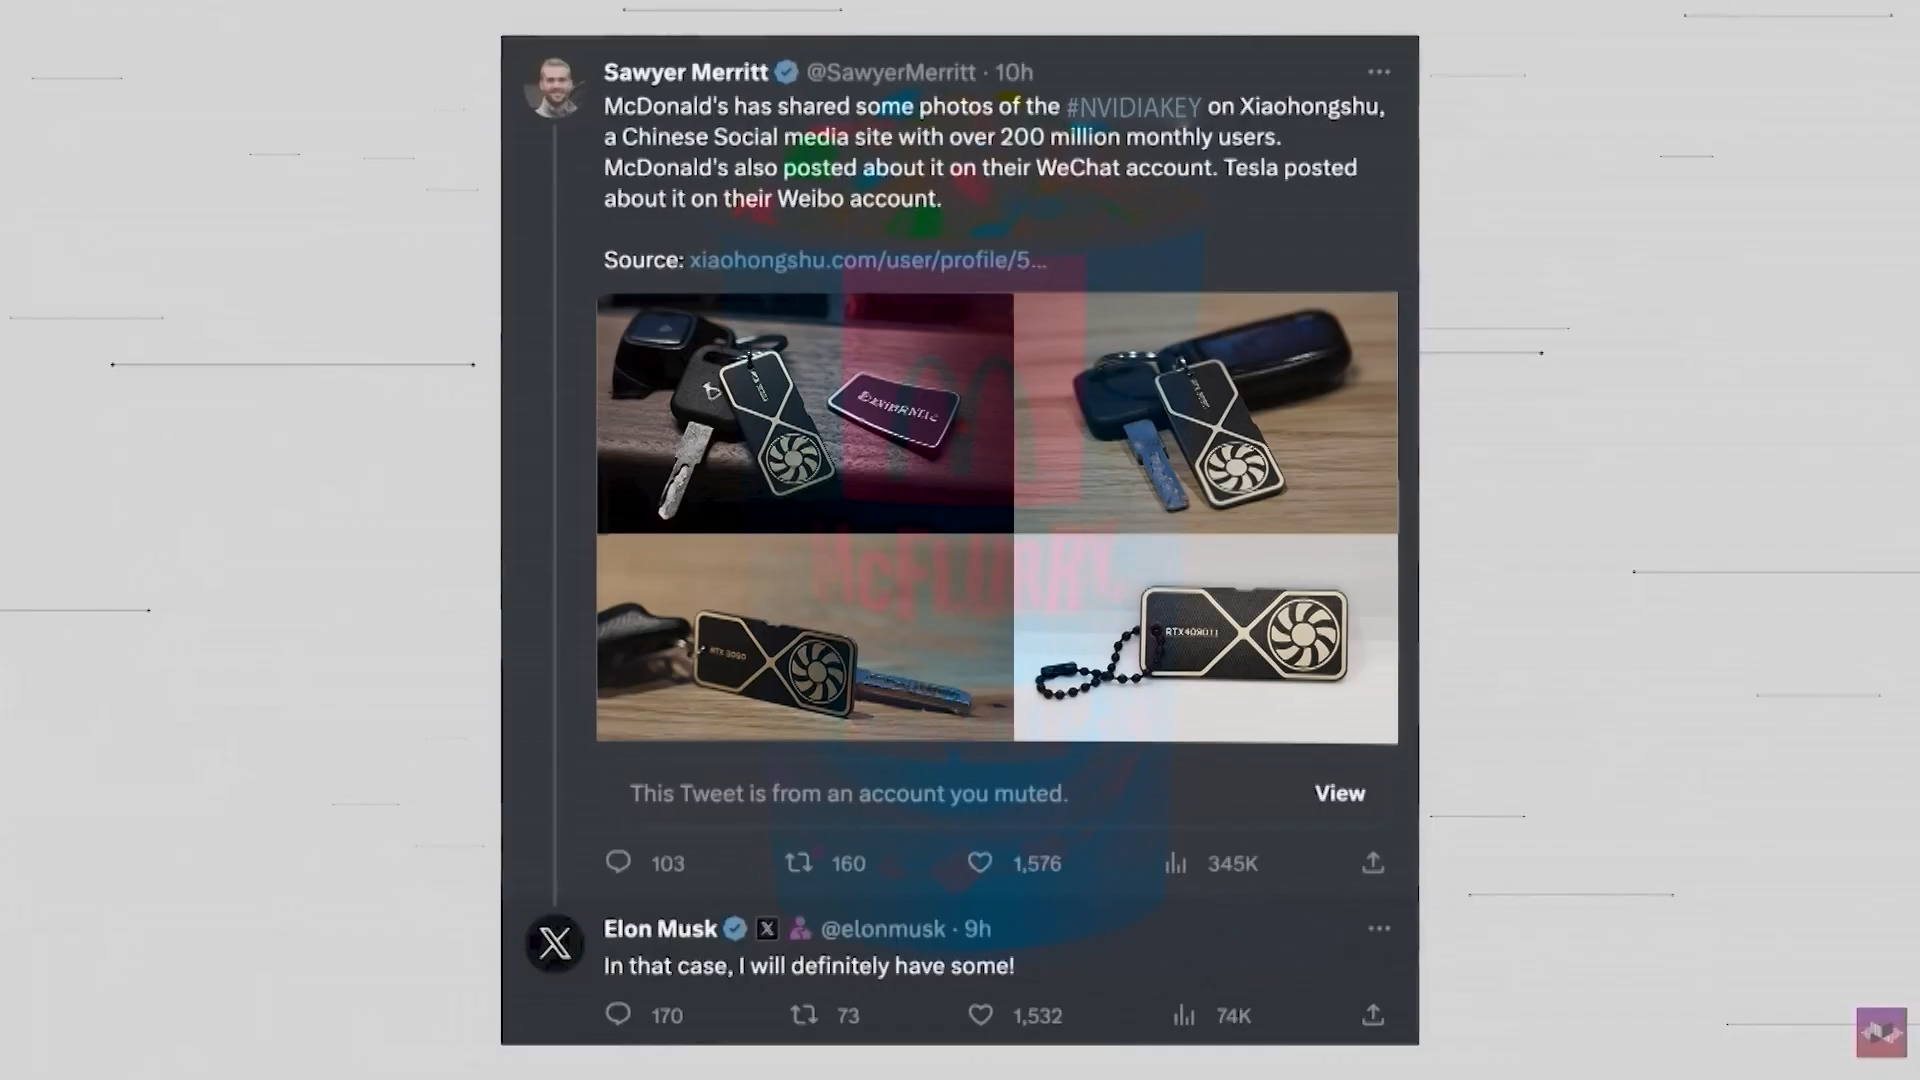 Sawyer Merritt @SawyerMerritt · 10h
McDonald's has shared some photos of the #NVIDIAKEY on Xiaohongshu,
a Chinese Social media site with over 200 million monthly users.
McDonald's also posted about it on their WeChat account. Tesla posted
about it on their Weibo account.
Source: xiaohongshu.com/user/profile/5...
McFLURRY
RTX 3090
RTX4090TI
This Tweet is from an account you muted. View
103 160 1,576 345K
Elon Musk @elonmusk · 9h
In that case, I will definitely have some!
170 73 1,532 74K